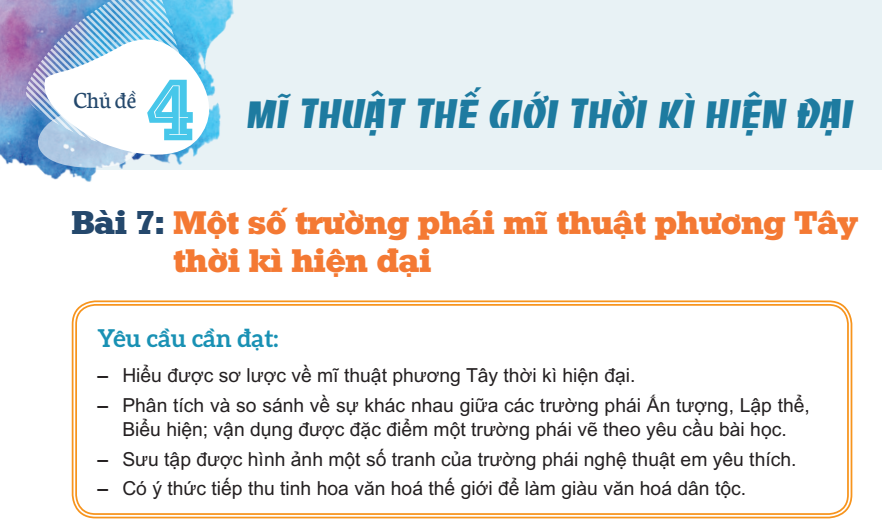 Chủ đề 4
MĨ THUẬT THẾ GIỚI THỜI KÌ HIỆN ĐẠI
Bài 7: Một số trường phái mĩ thuật phương Tây
thời kì hiện đại
Yêu cầu cần đạt:
– Hiểu được sơ lược về mĩ thuật phương Tây thời kì hiện đại.
– Phân tích và so sánh về sự khác nhau giữa các trường phái Ấn tượng, Lập thể,
Biểu hiện; vận dụng được đặc điểm một trường phái vẽ theo yêu cầu bài học.
– Sưu tập được hình ảnh một số tranh của trường phái nghệ thuật em yêu thích.
– Có ý thức tiếp thu tinh hoa văn hoá thế giới để làm giàu văn hoá dân tộc.